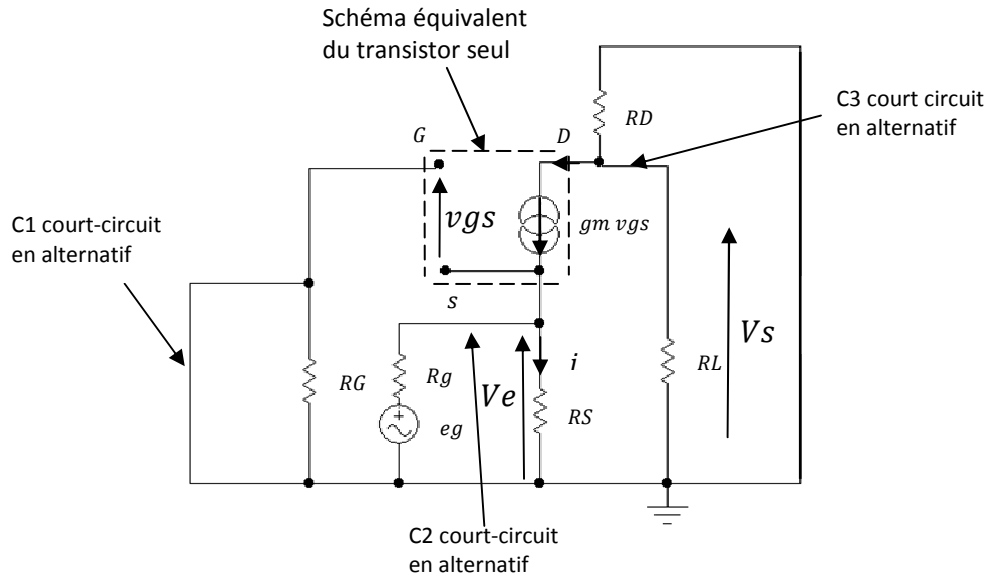 Schéma équivalent
du transistor seul
C3 court circuit
en alternatif
RD
G
D
C1 court-circuit
en alternatif
vgs
gm vgs
s
Vs
i
RG
Rg
Ve
RL
RS
eg
C2 court-circuit
en alternatif